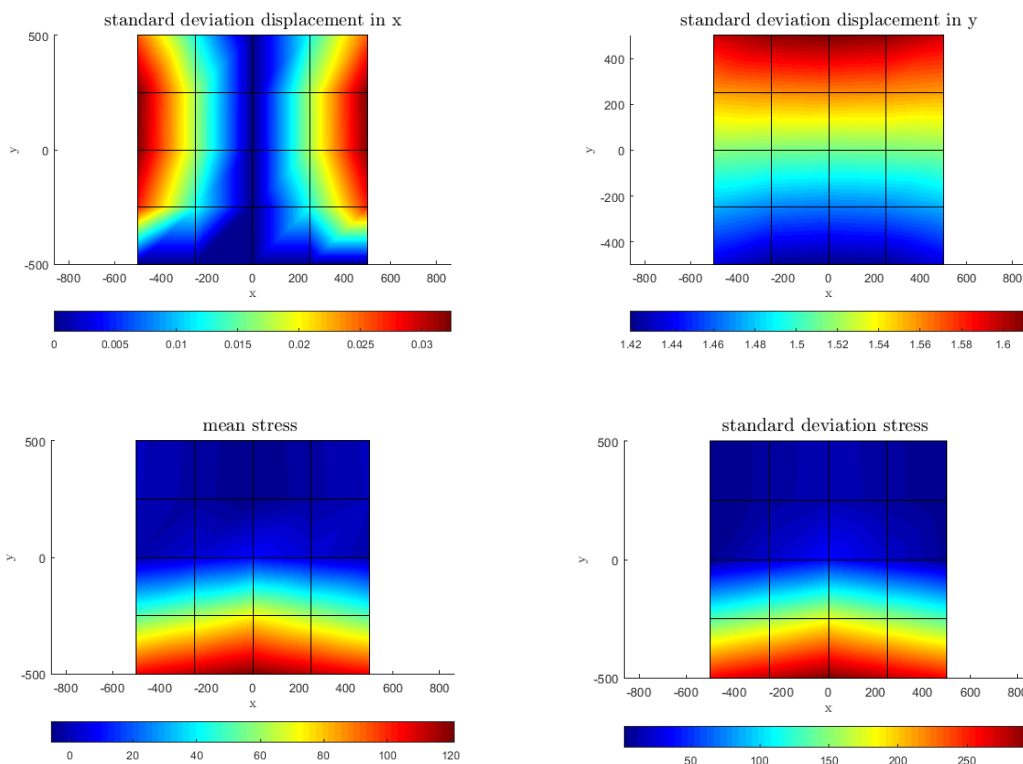 standard deviation displacement in x
500
0
-500
y
-800 -600 -400 -200 0 200 400 600 800
x
0 0.005 0.01 0.015 0.02 0.025 0.03
standard deviation displacement in y
400
200
0
-200
-400
y
-800 -600 -400 -200 0 200 400 600 800
x
1.42 1.44 1.46 1.48 1.5 1.52 1.54 1.56 1.58 1.6
mean stress
500
0
-500
y
-800 -600 -400 -200 0 200 400 600 800
x
0 20 40 60 80 100 120
standard deviation stress
500
0
-500
y
-800 -600 -400 -200 0 200 400 600 800
x
50 100 150 200 250